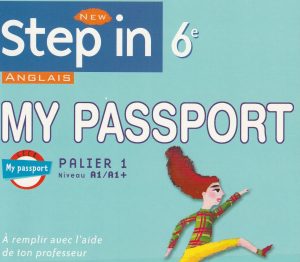 New
Step in 6e
ANGLAIS
MY PASSPORT
My passport
PALIER 1
Niveau A1/A1+
À remplir avec l'aide
de ton professeur